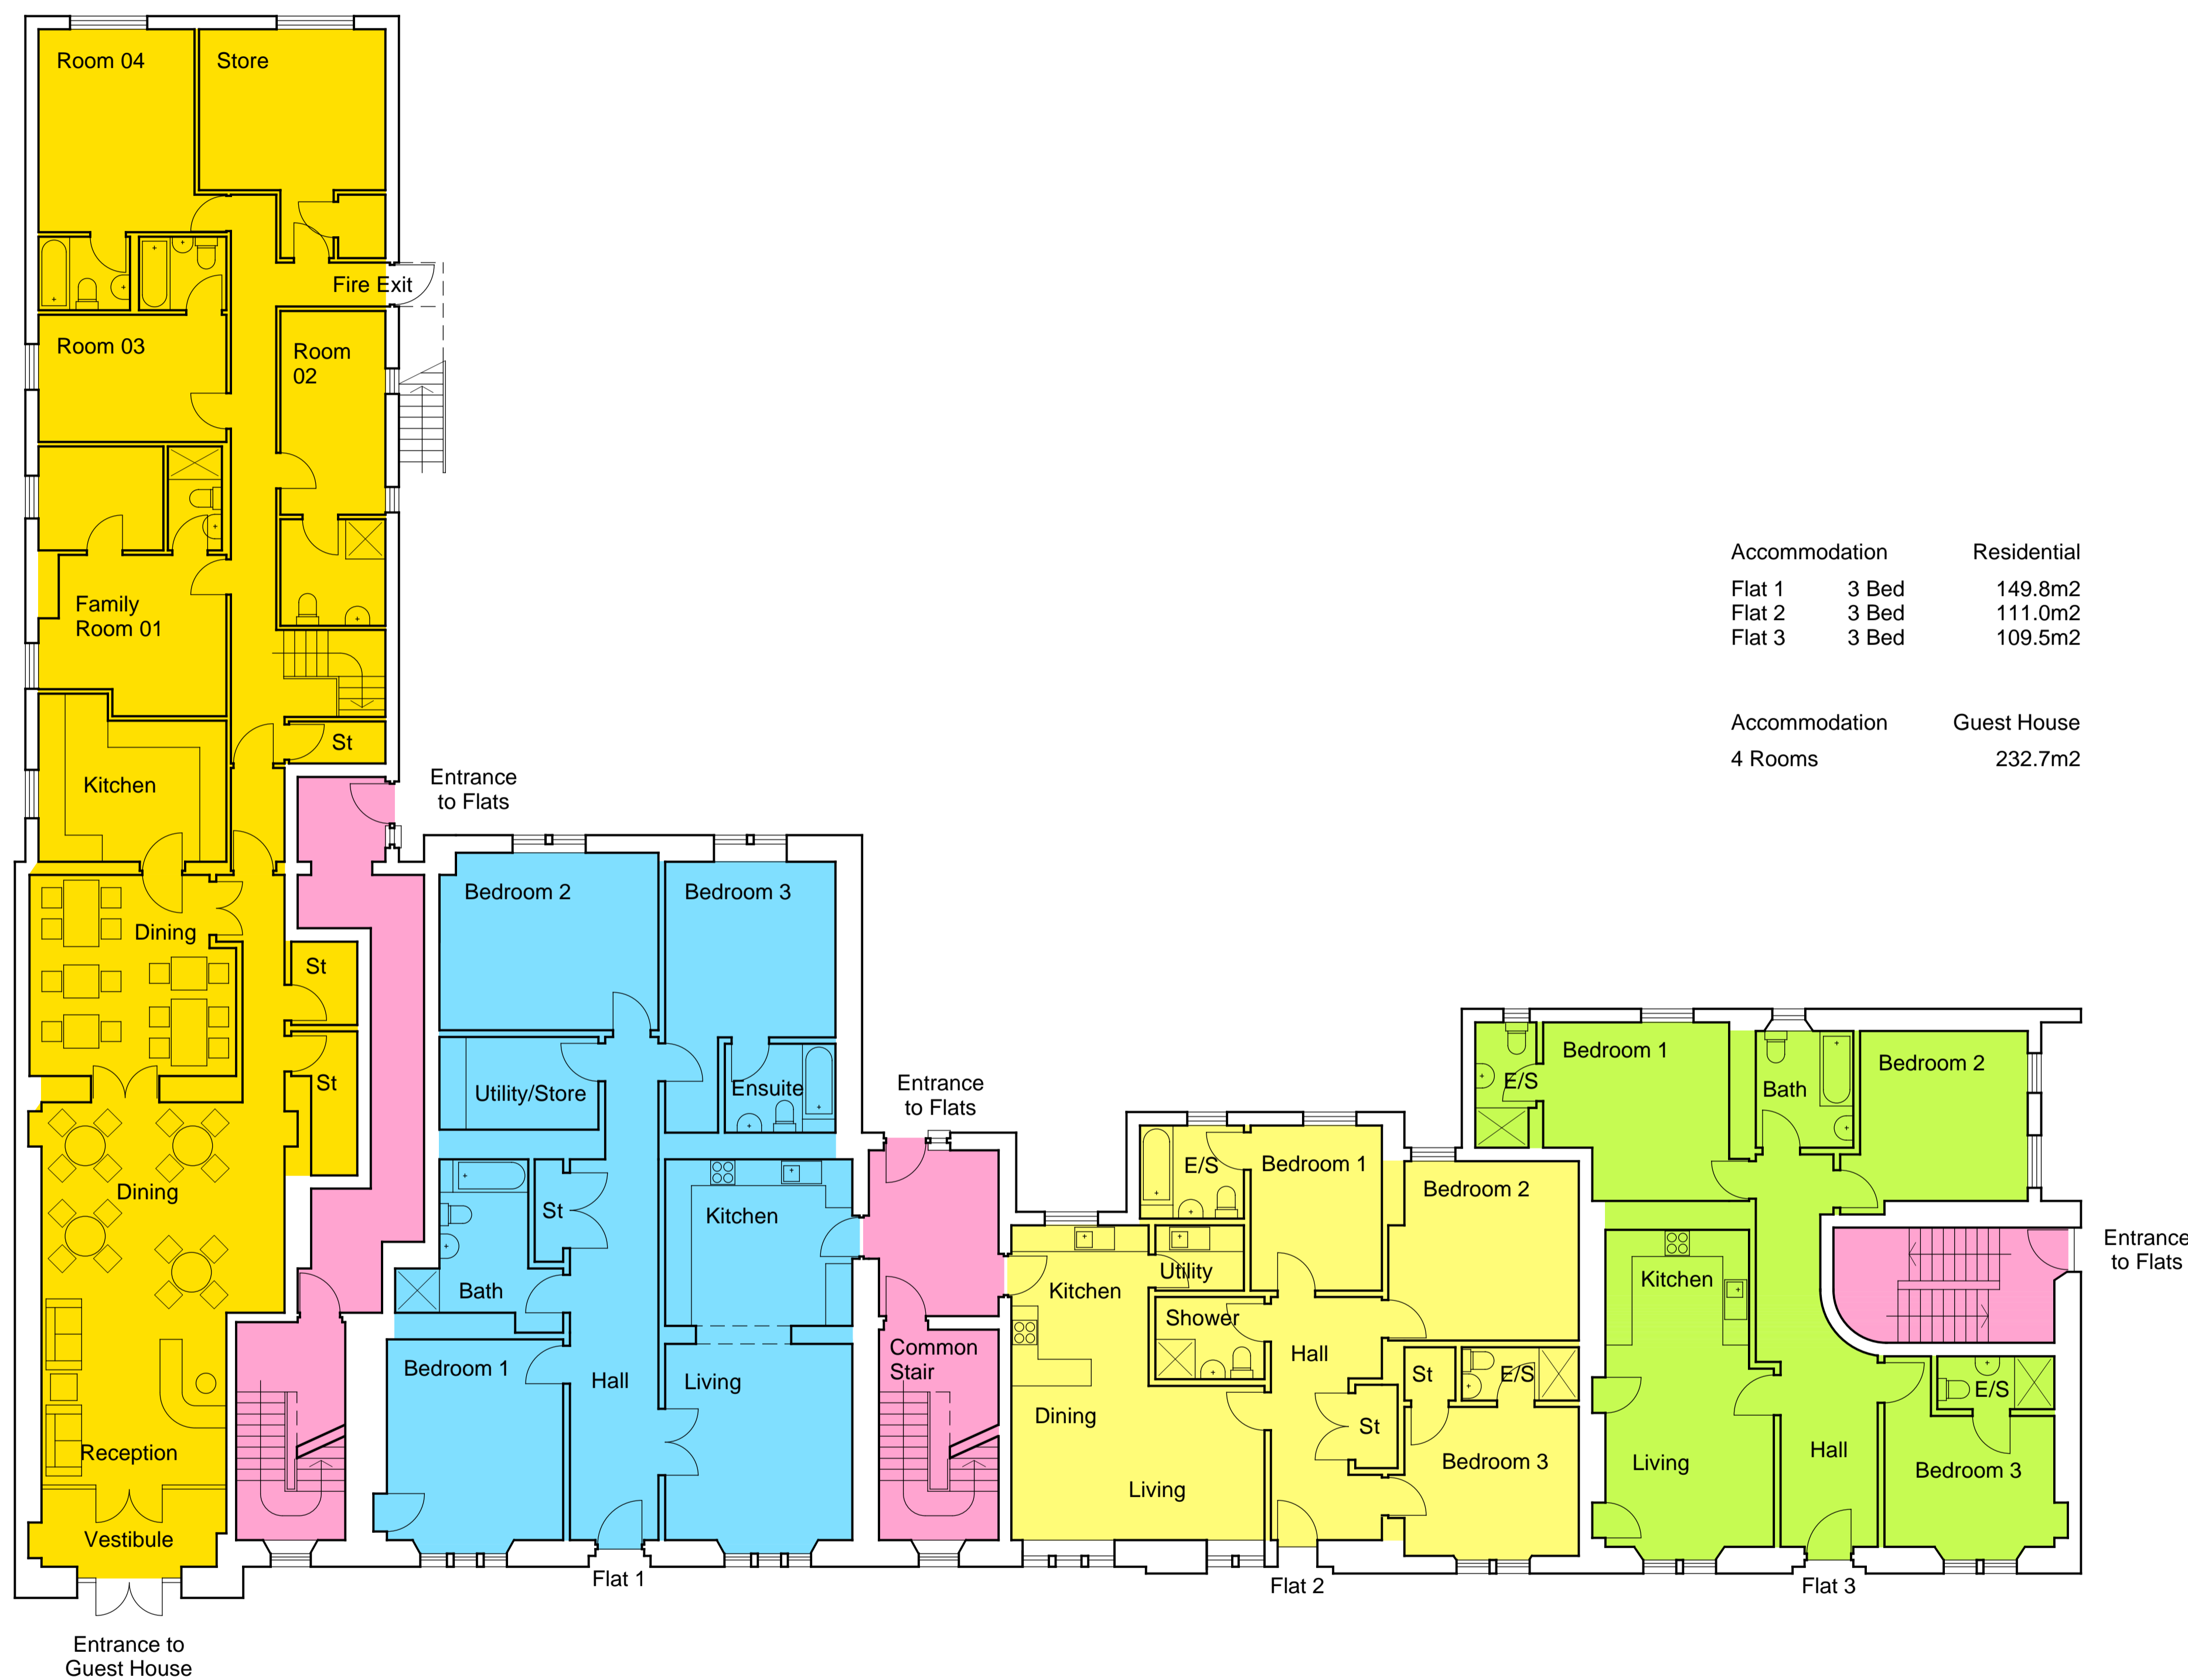 Room 04
Store
Fire Exit
Room 03
Room
02
Family
Room 01
St
Kitchen
Entrance
to Flats
Dining
St
St
Dining
Reception
Vestibule
Entrance to
Guest House
Bedroom 2
Bedroom 3
Utility/Store
Ensuite
St
Kitchen
Bath
Bedroom 1
Hall
Living
Flat 1
Entrance
to Flats
Common
Stair
E/S
Bedroom 1
Bedroom 2
Kitchen
Utility
Shower
Hall
St
E/S
Dining
St
Living
Bedroom 3
Flat 2
E/S
Bedroom 1
Bath
Bedroom 2
Kitchen
Entrance
to Flats
E/S
Living
Hall
Bedroom 3
Flat 3
Accommodation Residential
Flat 1 3 Bed 149.8m2
Flat 2 3 Bed 111.0m2
Flat 3 3 Bed 109.5m2
Accommodation Guest House
4 Rooms 232.7m2